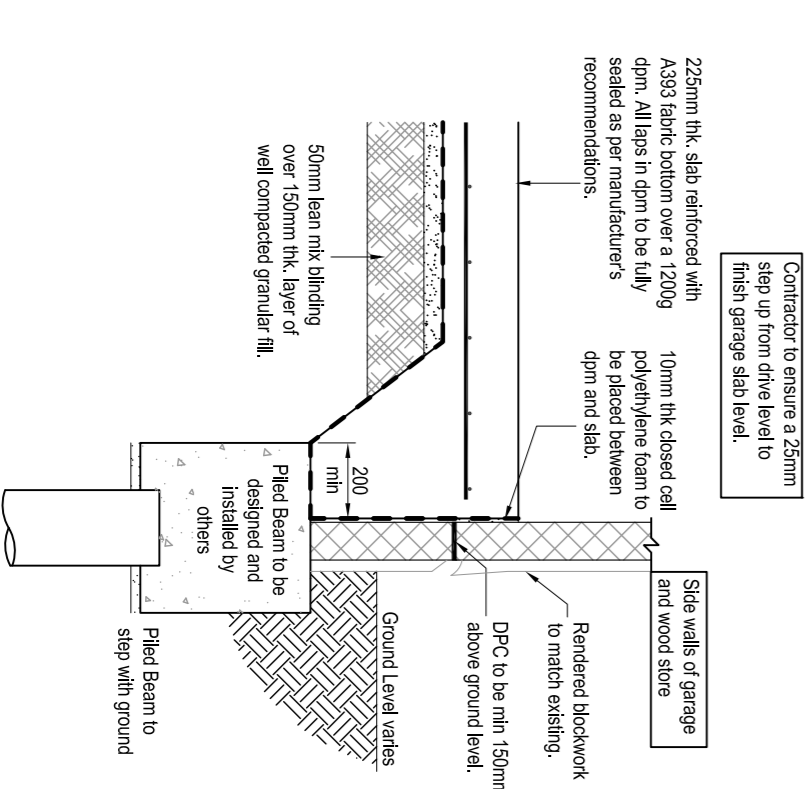 Contractor to ensure a 25mm
step up from drive level to
finish garage slab level.
Side walls of garage
and wood store
225mm thk. slab reinforced with
A393 fabric bottom over a 1200g
dpm. All laps in dpm to be fully
sealed as per manufacturer's
recommendations.
10mm thk closed cell
polyethylene foam to
be placed between
dpm and slab.
Rendered blockwork
to match existing.
DPC to be min 150mm
above ground level.
50mm lean mix blinding
over 150mm thk. layer of
well compacted granular fill.
200
min
Ground Level varies
Piled Beam to be
designed and
installed by
others
Piled Beam to
step with ground